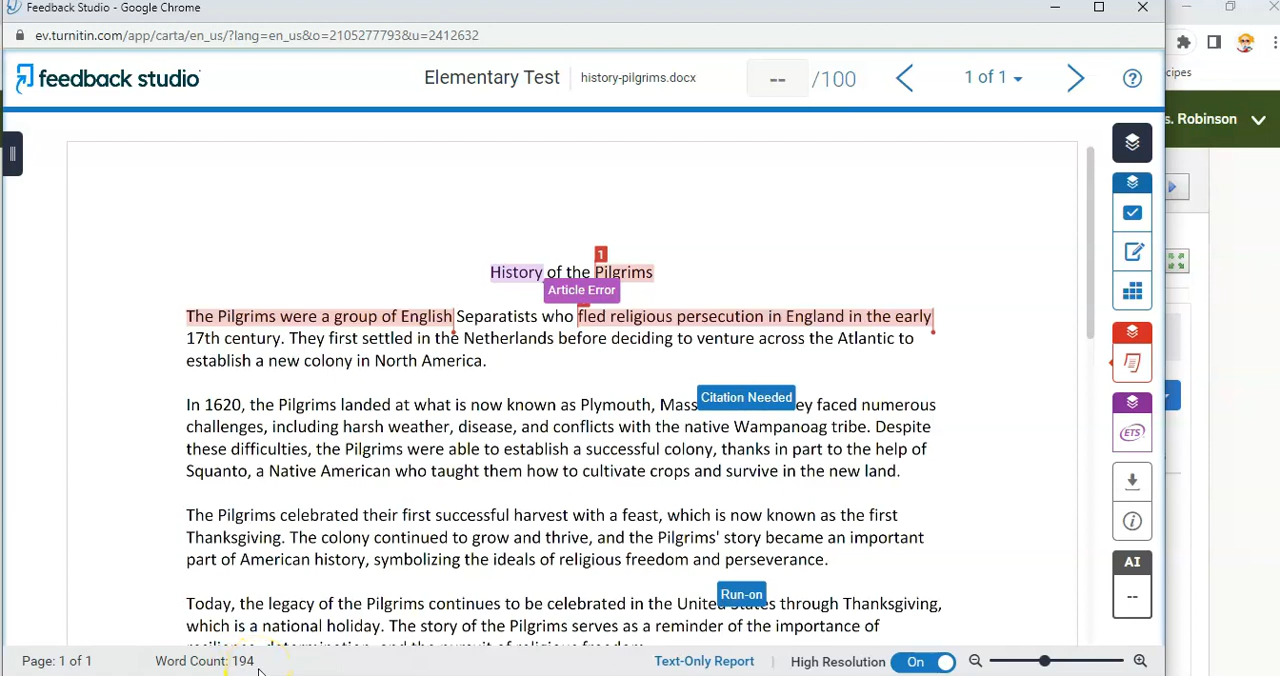 Feedback Studio - Google Chrome
ev.turnitin.com/app/carta/en_us/?lang=en_us&o=2105277793&u=2412632
feedback studio
Elementary Test
history-pilgrims.docx
-- /100
1 of 1
?
s. Robinson
1
History of the Pilgrims
Article Error
The Pilgrims were a group of English Separatists who fled religious persecution in England in the early
17th century. They first settled in the Netherlands before deciding to venture across the Atlantic to
establish a new colony in North America.
Citation Needed
In 1620, the Pilgrims landed at what is now known as Plymouth, Mass ey faced numerous
challenges, including harsh weather, disease, and conflicts with the native Wampanoag tribe. Despite
these difficulties, the Pilgrims were able to establish a successful colony, thanks in part to the help of
Squanto, a Native American who taught them how to cultivate crops and survive in the new land.
ETS
The Pilgrims celebrated their first successful harvest with a feast, which is now known as the first
Thanksgiving. The colony continued to grow and thrive, and the Pilgrims' story became an important
part of American history, symbolizing the ideals of religious freedom and perseverance.
AI
--
Run-on
Today, the legacy of the Pilgrims continues to be celebrated in the United States through Thanksgiving,
which is a national holiday. The story of the Pilgrims serves as a reminder of the importance of
Page: 1 of 1
Word Count: 194
Text-Only Report
High Resolution
On